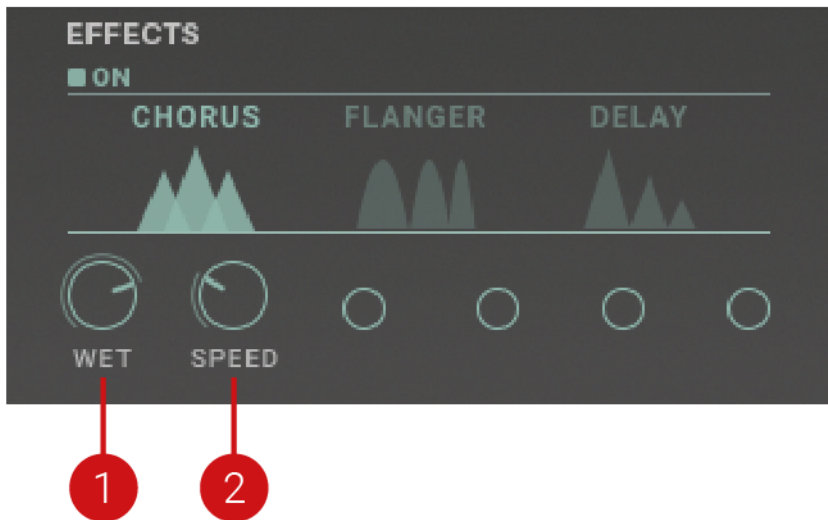 EFFECTS
ON
CHORUS FLANGER DELAY
WET SPEED
1 2